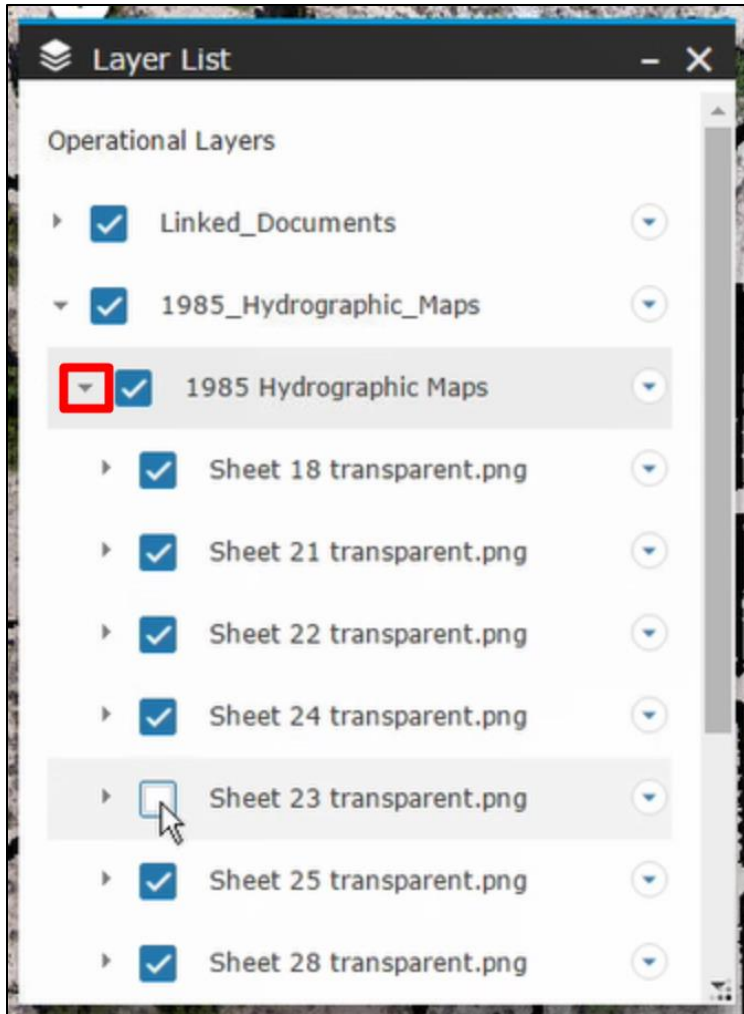 Layer List
Operational Layers
Linked_Documents
1985_Hydrographic_Maps
1985 Hydrographic Maps
Sheet 18 transparent.png
Sheet 21 transparent.png
Sheet 22 transparent.png
Sheet 24 transparent.png
Sheet 23 transparent.png
Sheet 25 transparent.png
Sheet 28 transparent.png